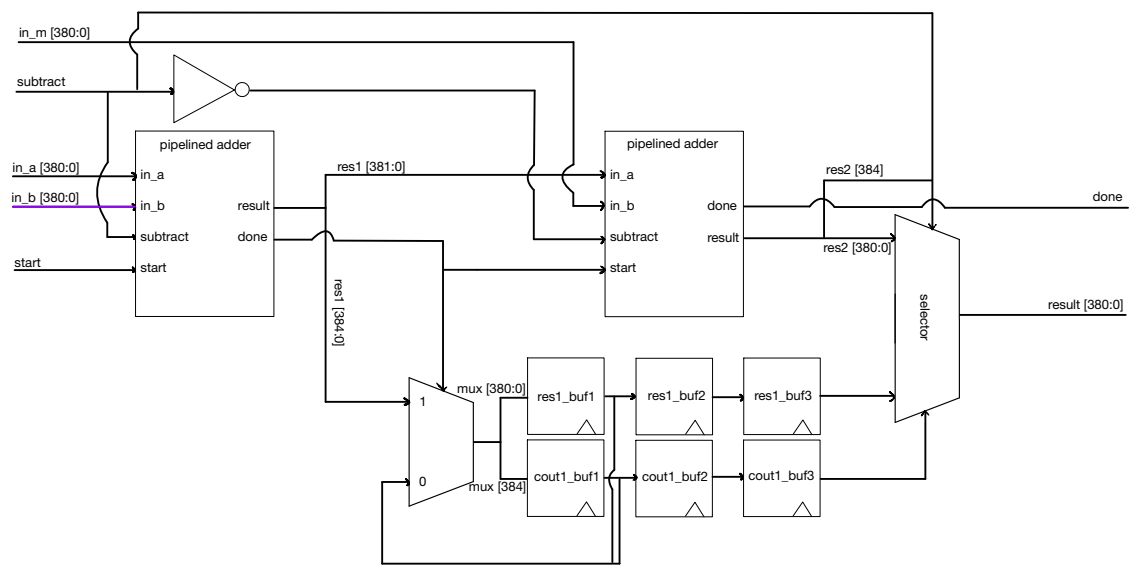 in_m [380:0]
subtract
pipelined adder
pipelined adder
in_a [380:0]
in_a
res1 [381:0]
in_a
res2 [384]
in_b [380:0]
in_b
result
in_b
done
done
subtract
done
subtract
result
res2 [380:0]
start
start
start
res1 [384:0]
selector
result [380:0]
mux [380:0]
1
res1_buf1
res1_buf2
res1_buf3
0
mux [384]
cout1_buf1
cout1_buf2
cout1_buf3